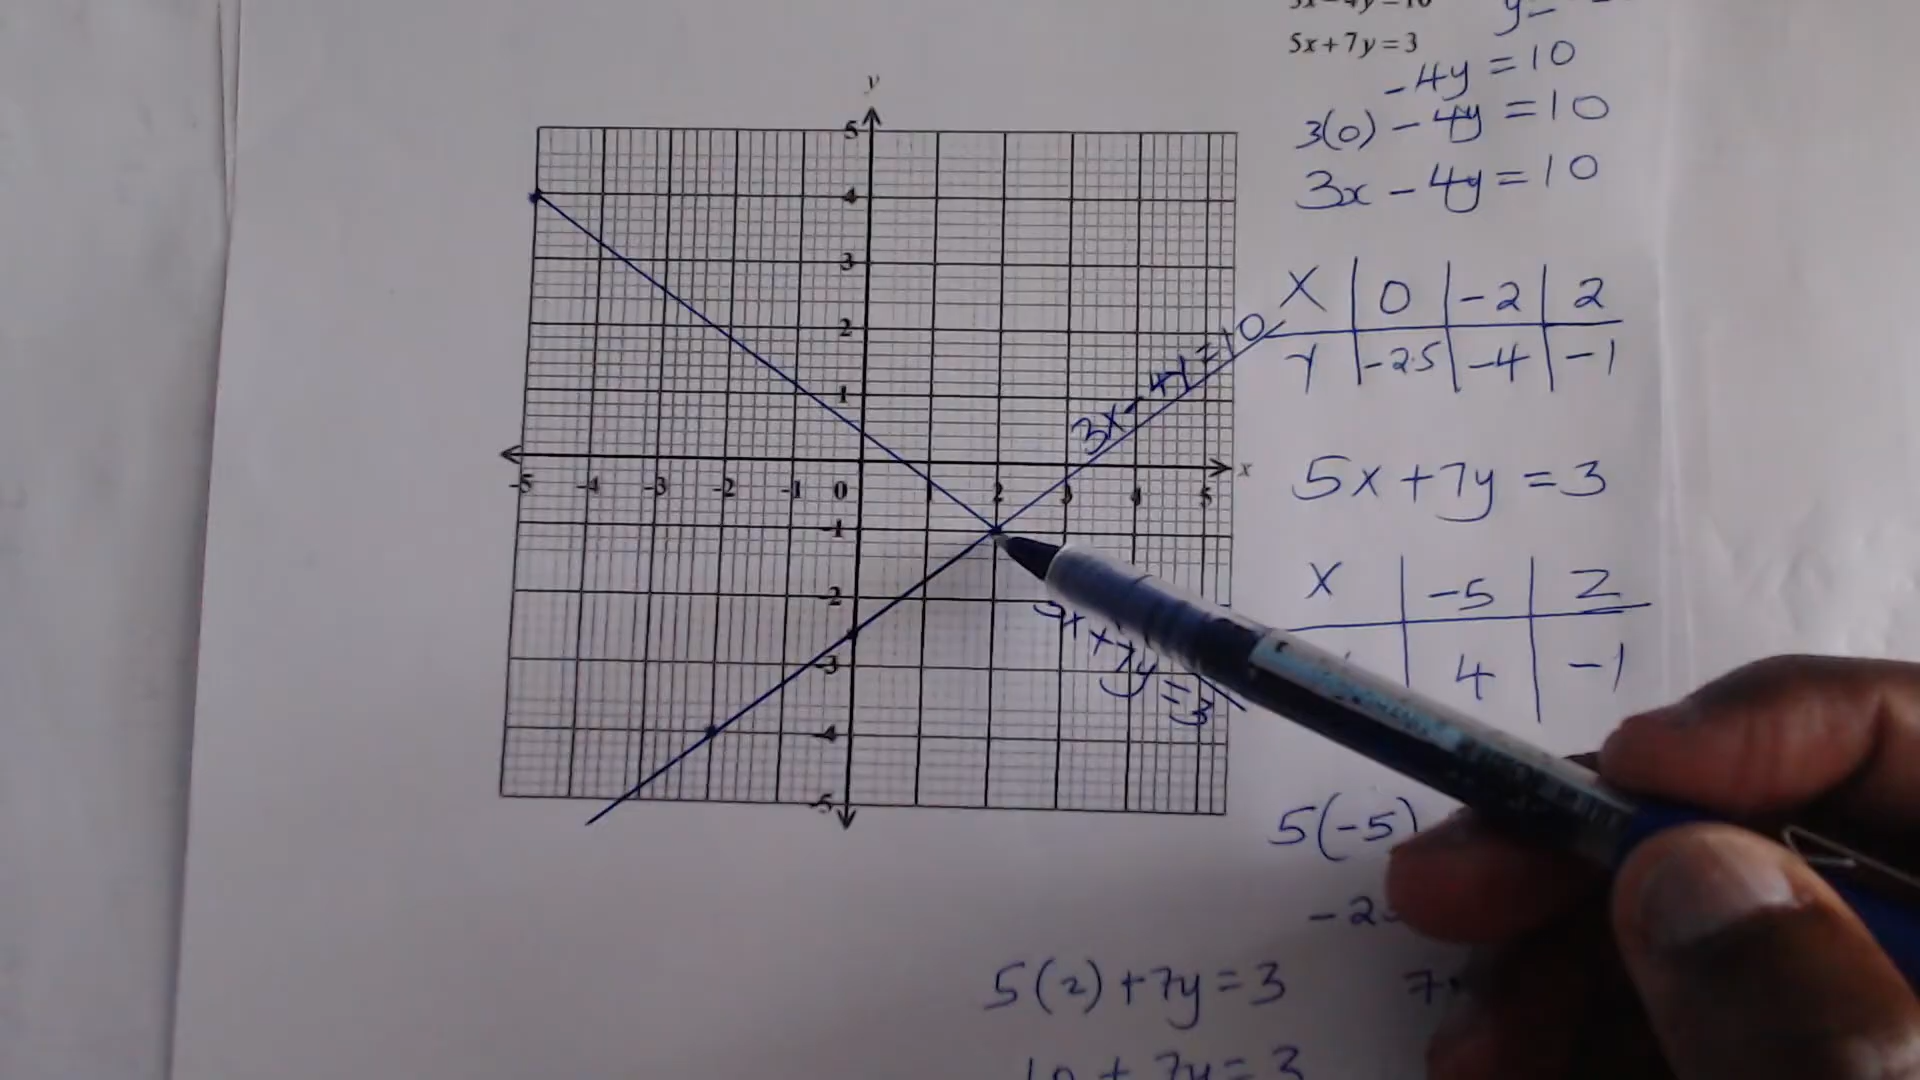 5x + 7y = 3
- 4y = 10
3(0) - 4y = 10
3x - 4y = 10
y
5
4
3
2
1
-5 -4 -3 -2 -1 0 2 3 4 5 x
-1
-2
-3
-4
-5
3x - 4y = 10
x + 7y = 3
X 0 -2 2
Y -2.5 -4 -1
5x + 7y = 3
X -5 2
4 -1
5(-5)
5(2) + 7y = 3
10 + 7y = 3